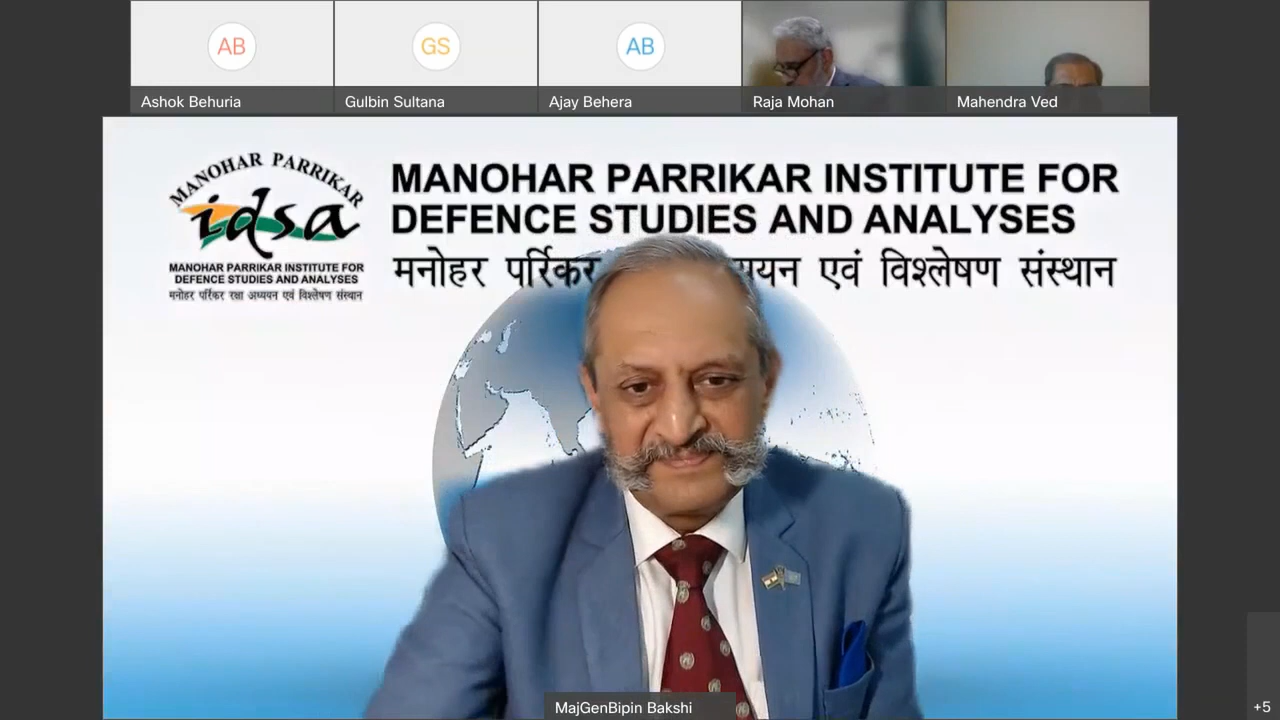 AB
GS
AB
Ashok Behuria
Gulbin Sultana
Ajay Behera
Raja Mohan
Mahendra Ved
MANOHAR PARRIKAR
idsa
MANOHAR PARRIKAR INSTITUTE FOR
DEFENCE STUDIES AND ANALYSES
मनोहर पर्रिकर रक्षा अध्ययन एवं विश्लेषण संस्थान
MANOHAR PARRIKAR INSTITUTE FOR
DEFENCE STUDIES AND ANALYSES
मनोहर पर्रिकर एवं विश्लेषण संस्थान
MajGenBipin Bakshi
+5